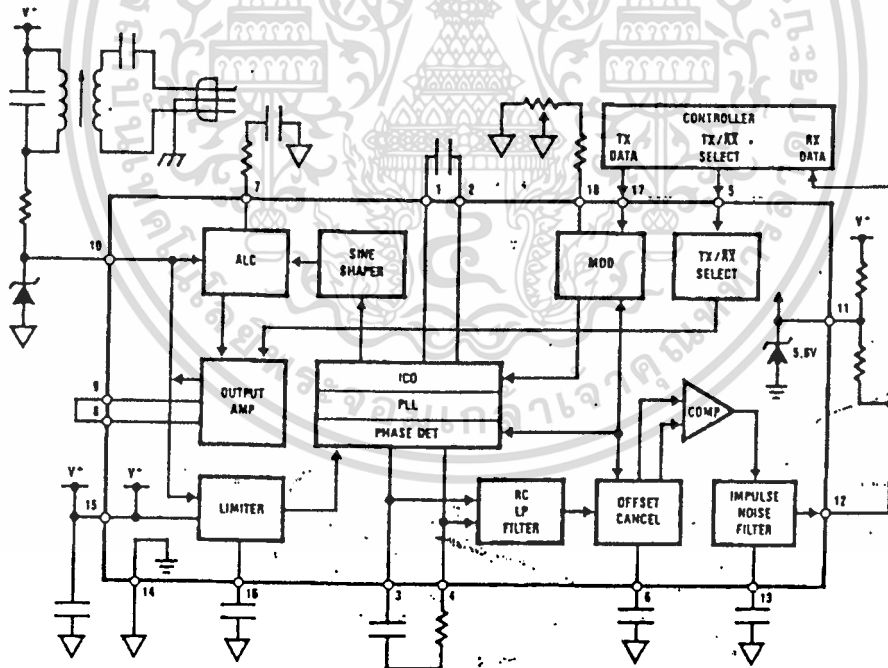 V+
CONTROLLER
TX DATA
TX/RX SELECT
RX DATA
7
1
2
18
17
5
V+
10
ALC
SINE SHAPER
MOD
TX/RX SELECT
11
5.6V
9
8
OUTPUT AMP
ICO
PLL
PHASE DET
COMP
V+
V+
15
LIMITER
RC LP FILTER
OFFSET CANCEL
IMPULSE NOISE FILTER
12
14
16
3
4
6
13